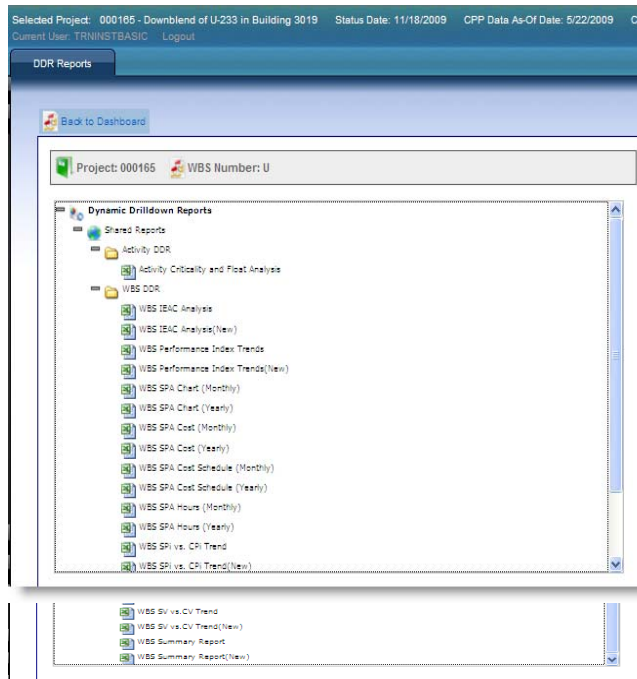 Selected Project: 000165 - Downblend of U-233 in Building 3019 Status Date: 11/18/2009 CPP Data As-Of Date: 5/22/2009 C
Current User: TRNINSTBASIC Logout
DDR Reports
Back to Dashboard
Project: 000165 WBS Number: U
Dynamic Drilldown Reports
Shared Reports
Activity DDR
Activity Criticality and Float Analysis
WBS DDR
WBS IEAC Analysis
WBS IEAC Analysis(New)
WBS Performance Index Trends
WBS Performance Index Trends(New)
WBS SPA Chart (Monthly)
WBS SPA Chart (Yearly)
WBS SPA Cost (Monthly)
WBS SPA Cost (Yearly)
WBS SPA Cost Schedule (Monthly)
WBS SPA Cost Schedule (Yearly)
WBS SPA Hours (Monthly)
WBS SPA Hours (Yearly)
WBS SPi vs. CPi Trend
WBS SPi vs. CPi Trend(New)
WBS SV vs.CV Trend
WBS SV vs.CV Trend(New)
WBS Summary Report
WBS Summary Report(New)